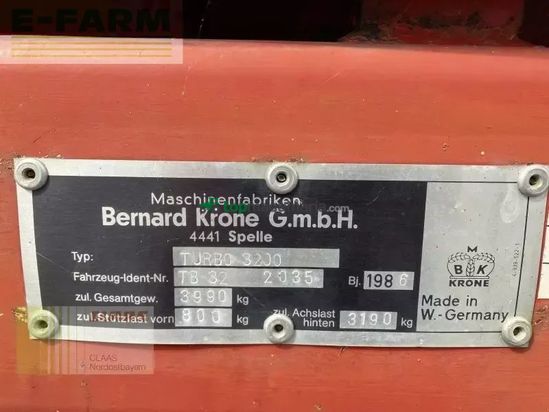 E-FARM
Maschinenfabriken
Bernard Krone G.m.b.H.
4441 Spelle
Typ: TURBO 3200
Fahrzeug-Ident-Nr. TB-32 2035 Bj. 1986
zul. Gesamtgew. 3990 kg
zul. Stützlast vorn 800 kg zul. Achslast hinten 3190 kg
M
B K
KRONE
Made in
W.-Germany
CLAAS
Nordostbayern